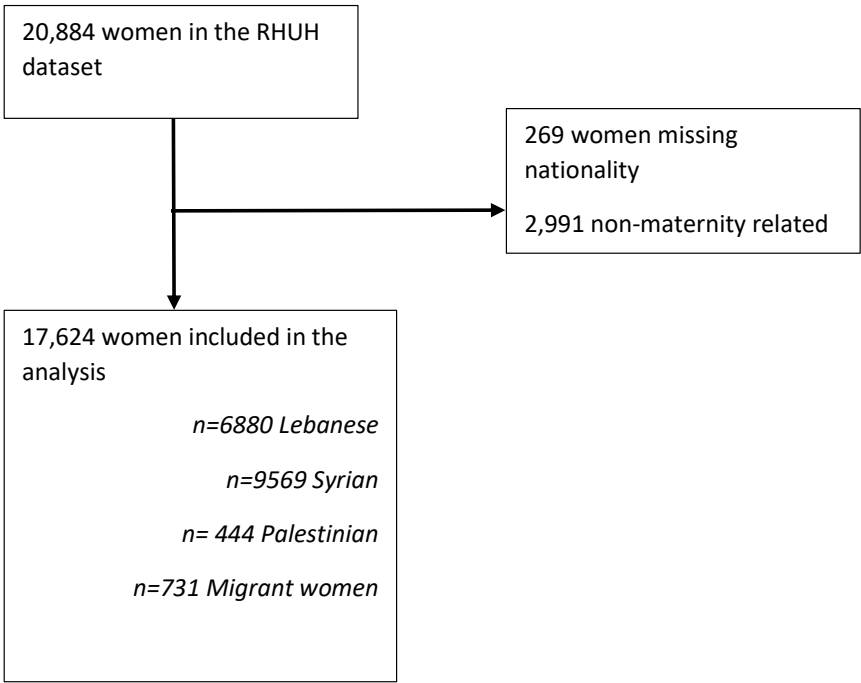 20,884 women in the RHUH
dataset
269 women missing
nationality
2,991 non-maternity related
17,624 women included in the
analysis
n=6880 Lebanese
n=9569 Syrian
n= 444 Palestinian
n=731 Migrant women